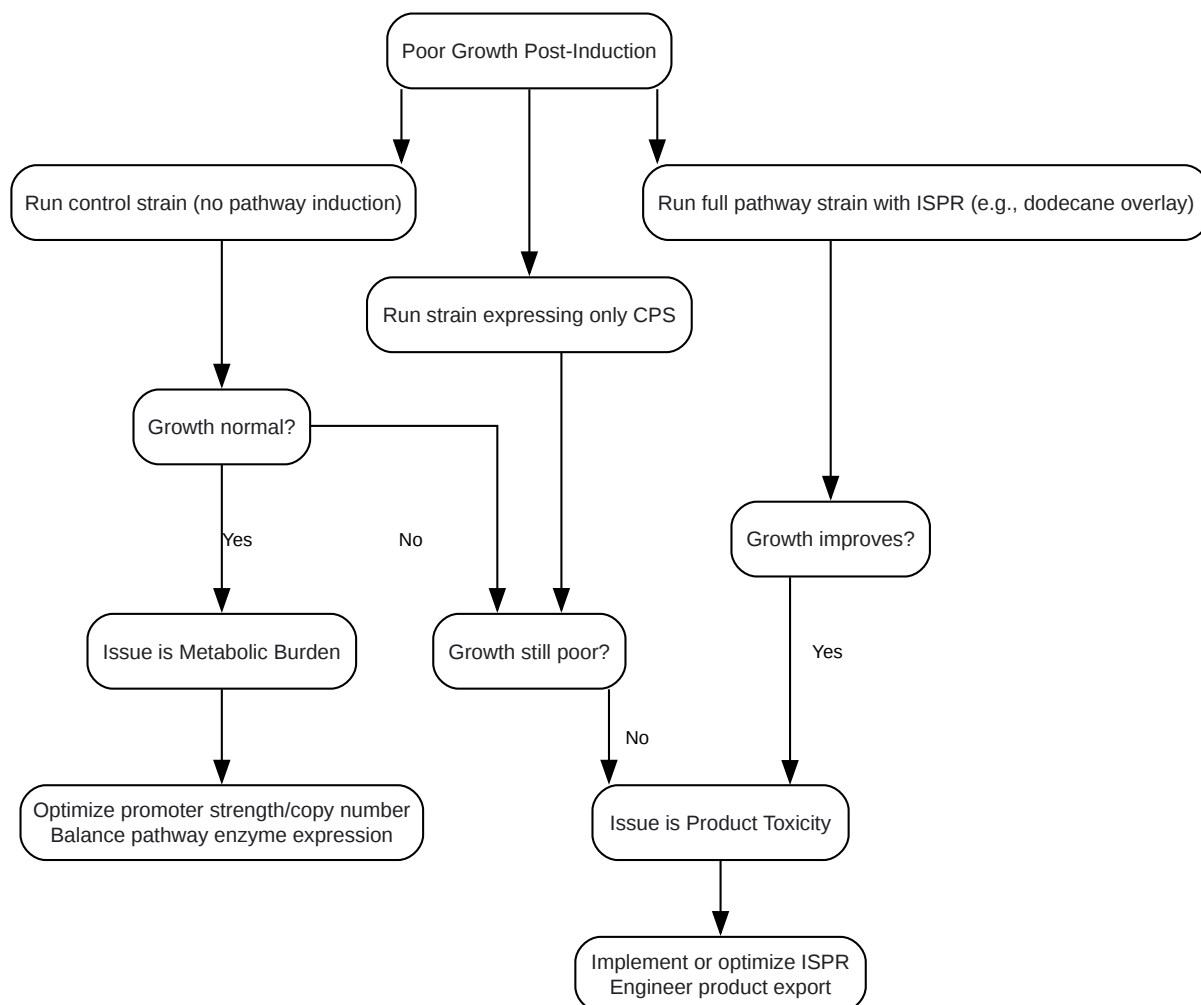 Poor Growth Post-Induction
Run control strain (no pathway induction)
Run full pathway strain with ISPR (e.g., dodecane overlay)
Run strain expressing only CPS
Growth normal?
Growth improves?
Yes
No
Issue is Metabolic Burden
Growth still poor?
Yes
No
Optimize promoter strength/copy number
Balance pathway enzyme expression
Issue is Product Toxicity
Implement or optimize ISPR
Engineer product export